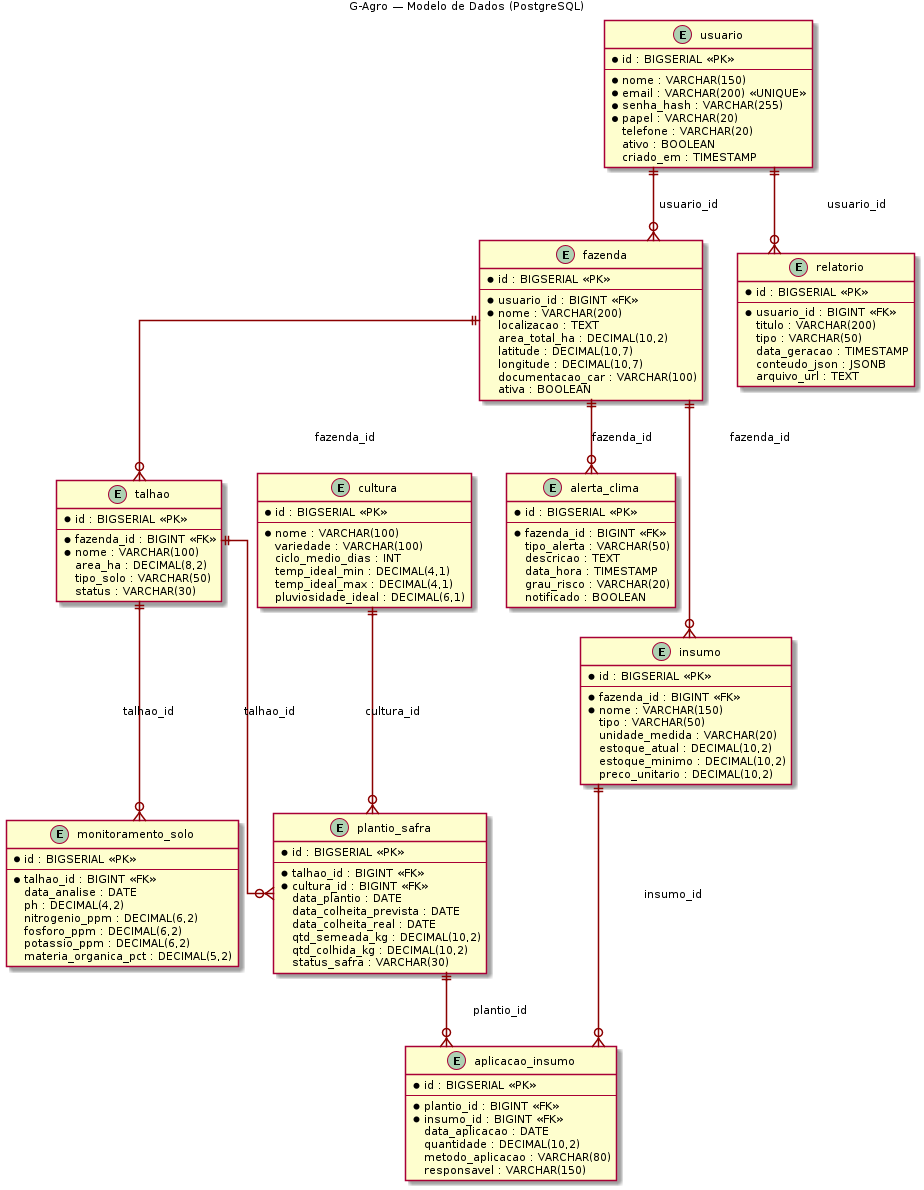 G-Agro — Modelo de Dados (PostgreSQL)
E usuario
id : BIGSERIAL «PK»
nome : VARCHAR(150)
email : VARCHAR(200) «UNIQUE»
senha_hash : VARCHAR(255)
papel : VARCHAR(20)
telefone : VARCHAR(20)
ativo : BOOLEAN
criado_em : TIMESTAMP
usuario_id
usuario_id
E fazenda
id : BIGSERIAL «PK»
usuario_id : BIGINT «FK»
nome : VARCHAR(200)
localizacao : TEXT
area_total_ha : DECIMAL(10,2)
latitude : DECIMAL(10,7)
longitude : DECIMAL(10,7)
documentacao_car : VARCHAR(100)
ativa : BOOLEAN
E relatorio
id : BIGSERIAL «PK»
usuario_id : BIGINT «FK»
titulo : VARCHAR(200)
tipo : VARCHAR(50)
data_geracao : TIMESTAMP
conteudo_json : JSONB
arquivo_url : TEXT
fazenda_id
fazenda_id
fazenda_id
E talhao
id : BIGSERIAL «PK»
fazenda_id : BIGINT «FK»
nome : VARCHAR(100)
area_ha : DECIMAL(8,2)
tipo_solo : VARCHAR(50)
status : VARCHAR(30)
E cultura
id : BIGSERIAL «PK»
nome : VARCHAR(100)
variedade : VARCHAR(100)
ciclo_medio_dias : INT
temp_ideal_min : DECIMAL(4,1)
temp_ideal_max : DECIMAL(4,1)
pluviosidade_ideal : DECIMAL(6,1)
E alerta_clima
id : BIGSERIAL «PK»
fazenda_id : BIGINT «FK»
tipo_alerta : VARCHAR(50)
descricao : TEXT
data_hora : TIMESTAMP
grau_risco : VARCHAR(20)
notificado : BOOLEAN
E insumo
id : BIGSERIAL «PK»
fazenda_id : BIGINT «FK»
nome : VARCHAR(150)
tipo : VARCHAR(50)
unidade_medida : VARCHAR(20)
estoque_atual : DECIMAL(10,2)
estoque_minimo : DECIMAL(10,2)
preco_unitario : DECIMAL(10,2)
talhao_id
talhao_id
cultura_id
E monitoramento_solo
id : BIGSERIAL «PK»
talhao_id : BIGINT «FK»
data_analise : DATE
ph : DECIMAL(4,2)
nitrogenio_ppm : DECIMAL(6,2)
fosforo_ppm : DECIMAL(6,2)
potassio_ppm : DECIMAL(6,2)
materia_organica_pct : DECIMAL(5,2)
E plantio_safra
id : BIGSERIAL «PK»
talhao_id : BIGINT «FK»
cultura_id : BIGINT «FK»
data_plantio : DATE
data_colheita_prevista : DATE
data_colheita_real : DATE
qtd_semeada_kg : DECIMAL(10,2)
qtd_colhida_kg : DECIMAL(10,2)
status_safra : VARCHAR(30)
insumo_id
plantio_id
E aplicacao_insumo
id : BIGSERIAL «PK»
plantio_id : BIGINT «FK»
insumo_id : BIGINT «FK»
data_aplicacao : DATE
quantidade : DECIMAL(10,2)
metodo_aplicacao : VARCHAR(80)
responsavel : VARCHAR(150)